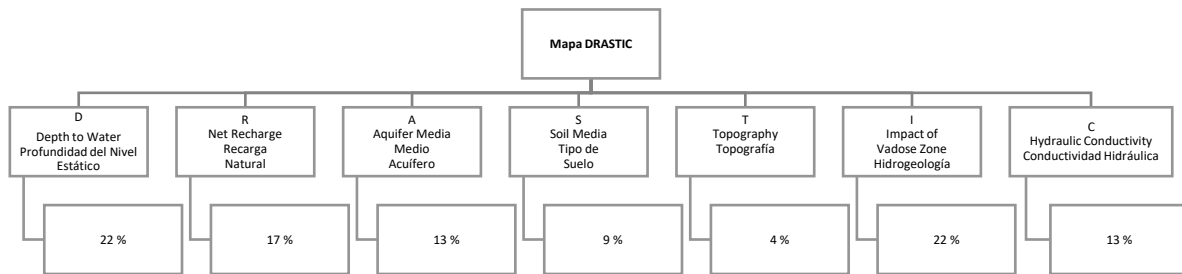 Mapa DRASTIC
D
Depth to Water
Profundidad del Nivel
Estático
R
Net Recharge
Recarga
Natural
A
Aquifer Media
Medio
Acuífero
S
Soil Media
Tipo de
Suelo
T
Topography
Topografía
I
Impact of
Vadose Zone
Hidrogeología
C
Hydraulic Conductivity
Conductividad Hidráulica
22 %
17 %
13 %
9 %
4 %
22 %
13 %